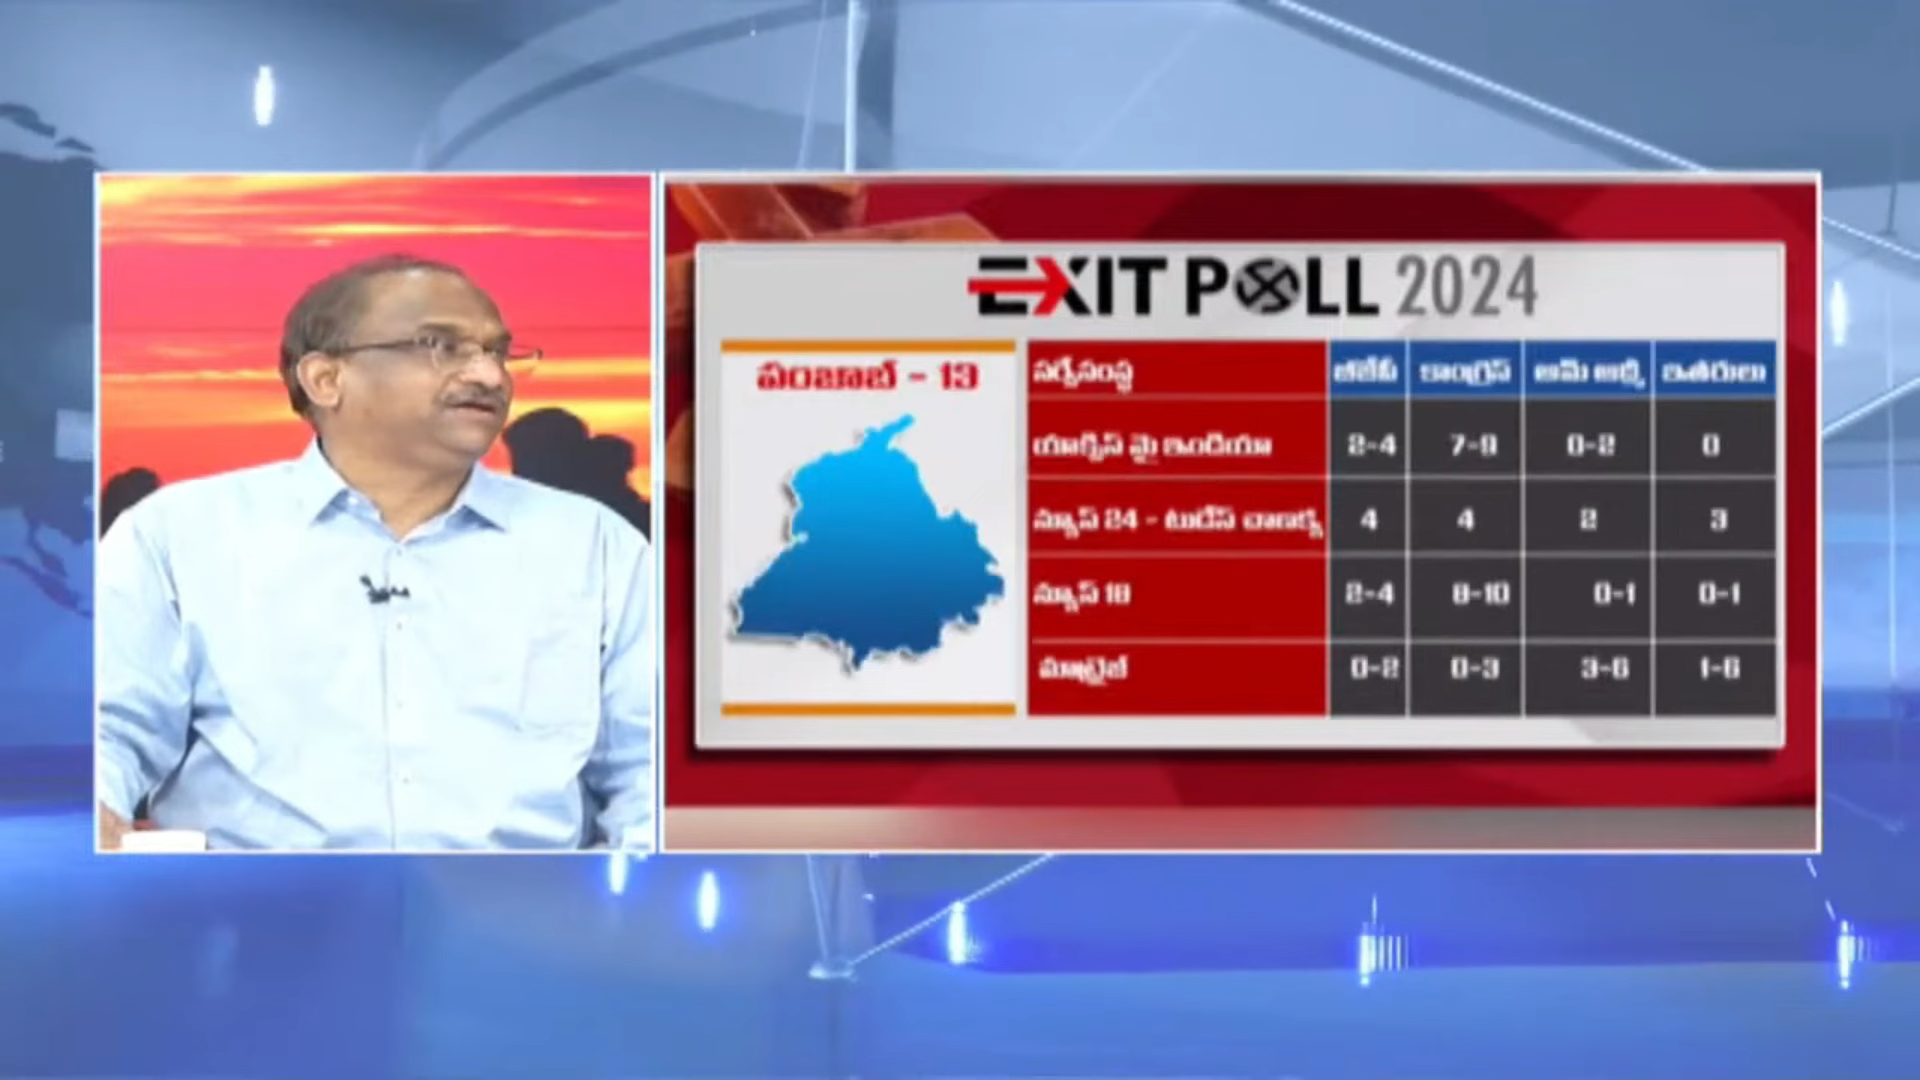 EXIT POLL 2024
పంజాబ్ - 13
సర్వేసంస్థ బీజేపీ కాంగ్రెస్ ఆమ్ ఆద్మీ ఇతరులు
యాక్సిస్ మై ఇండియా 2-4 7-9 0-2 0
న్యూస్ 24 - టుడేస్ చాణక్య 4 4 2 3
న్యూస్ 18 2-4 8-10 0-1 0-1
మ్యాట్రిజ్ 0-2 0-3 3-6 1-6